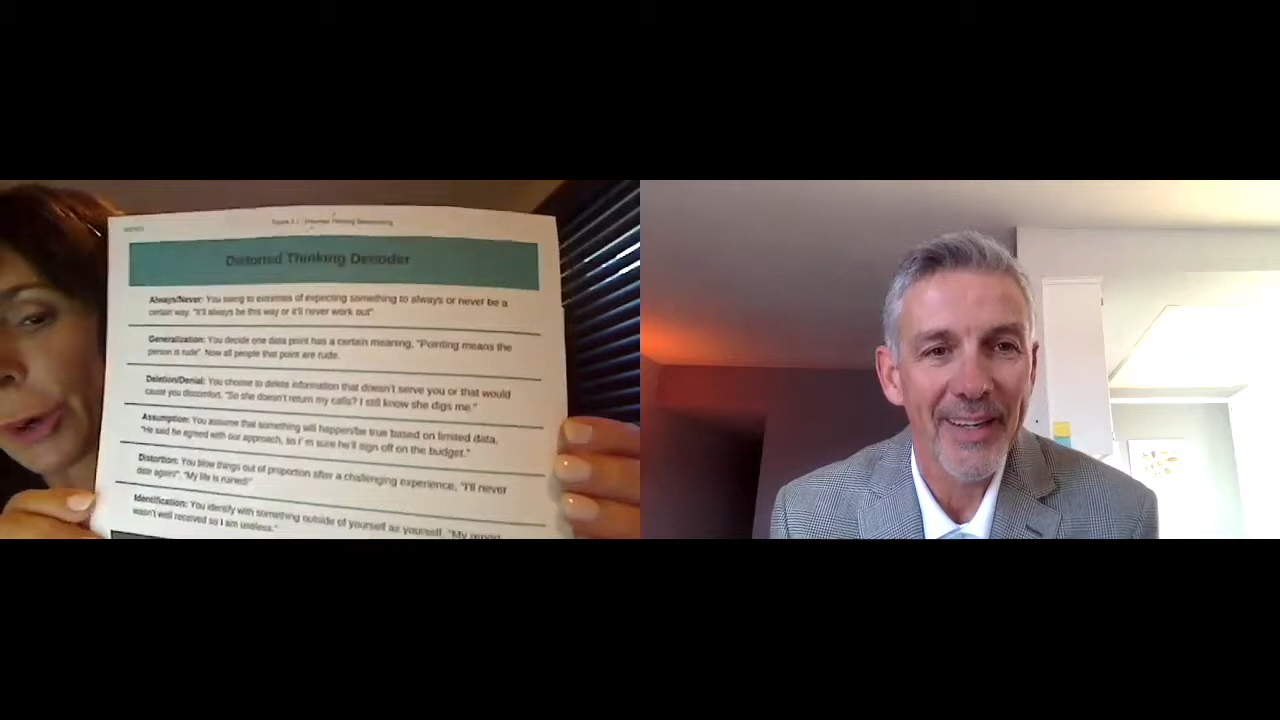 Distorted Thinking Decoder
Always/Never: You swing to extremes of expecting something to always or never be a
certain way. "It'll always be this way or it'll never work out"
Generalization: You decide one data point has a certain meaning, "Pointing means the
person is rude". Now all people that point are rude.
Deletion/Denial: You choose to delete information that doesn't serve you or that would
cause you discomfort. "So she doesn't return my calls? I still know she digs me."
Assumption: You assume that something will happen/be true based on limited data,
"He said he agreed with our approach, so I'm sure he'll sign off on the budget."
Distortion: You blow things out of proportion after a challenging experience, "I'll never
date again". "My life is ruined!"
Identification: You identify with something outside of yourself as yourself. "My report
wasn't well received so I am useless."